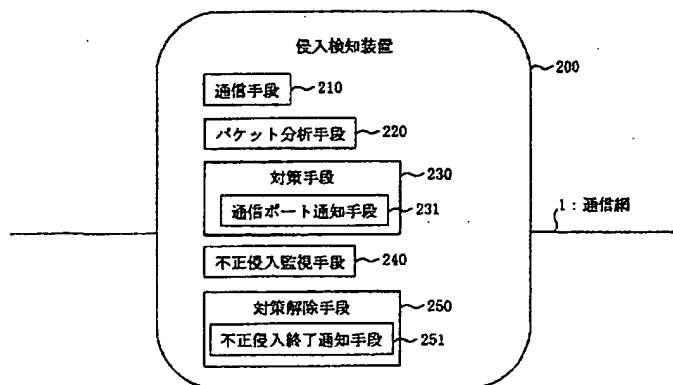 侵入検知装置
200
通信手段 210
パケット分析手段 220
対策手段 230
通信ポート通知手段 231
1：通信網
不正侵入監視手段 240
対策解除手段 250
不正侵入終了通知手段 251